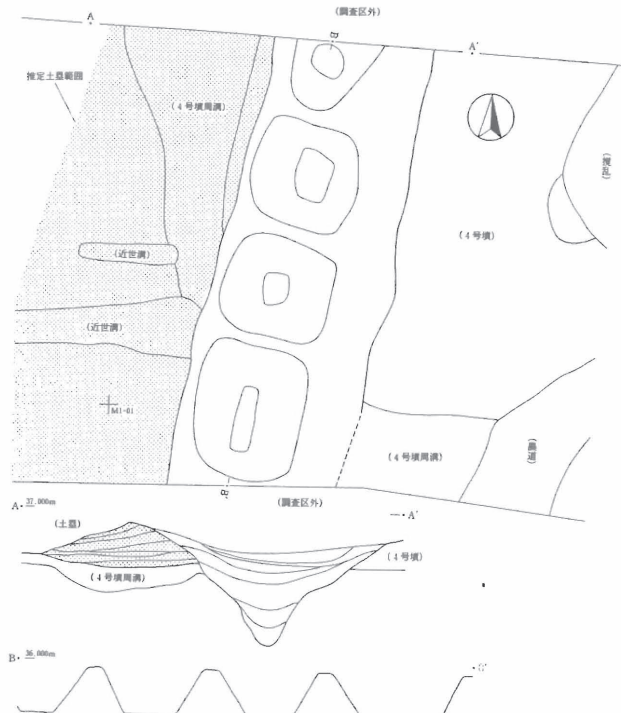 (調査区外)
A
B
A'
推定土塁範囲
(4号墳周溝)
(攪乱)
(4号墳)
(近世溝)
(近世溝)
M1-01
(4号墳周溝)
(農道)
B'
(調査区外)
A・37.000m
・A'
(土塁)
(4号墳)
(4号墳周溝)
B・36.000m